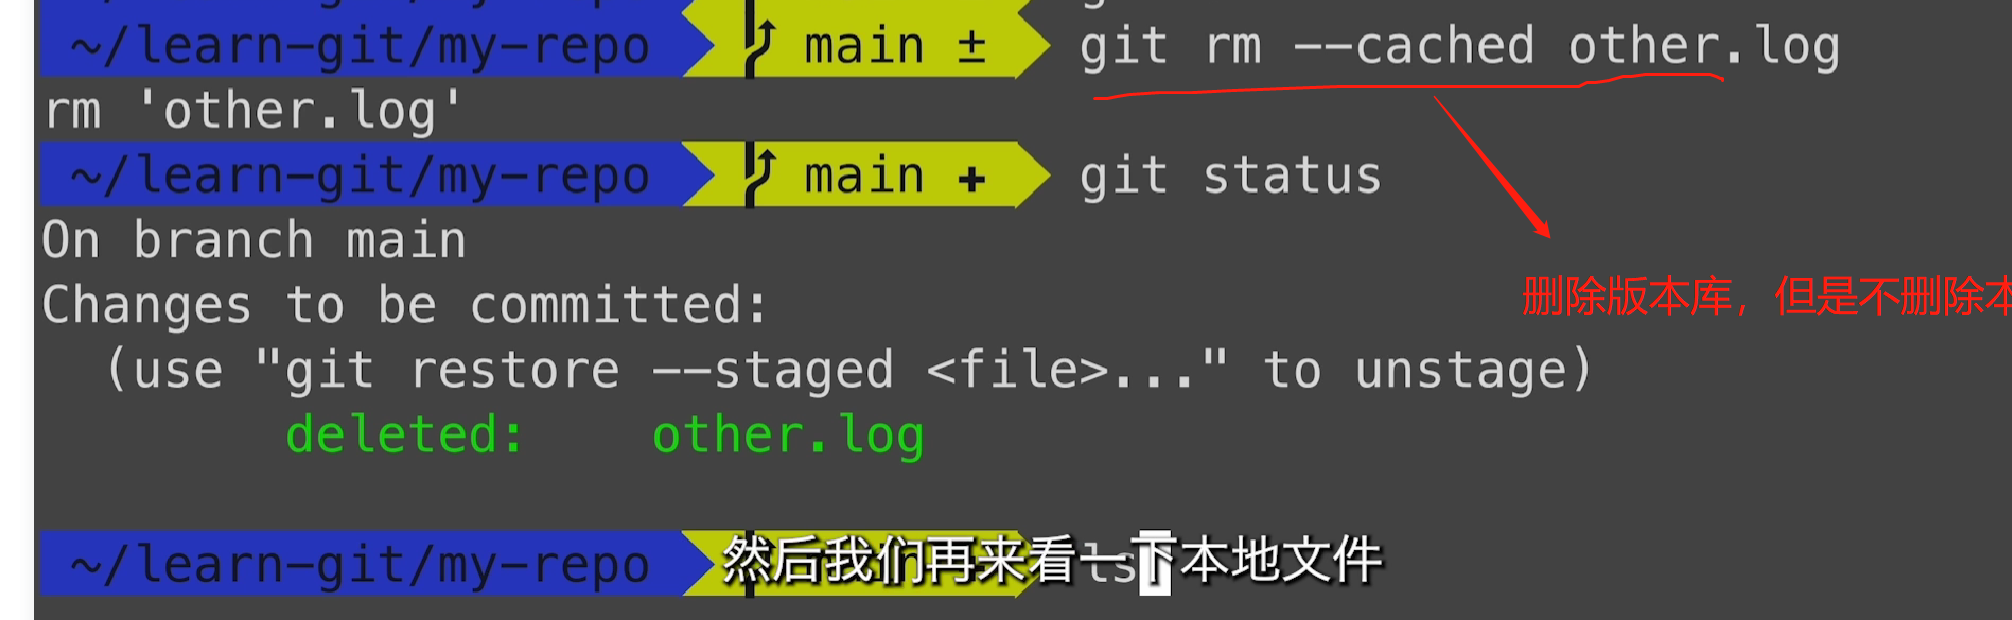 ~/learn-git/my-repo main ± git rm --cached other.log
rm 'other.log'
~/learn-git/my-repo main + git status
On branch main
Changes to be committed:
删除版本库，但是不删除本
(use "git restore --staged <file>..." to unstage)
deleted: other.log
~/learn-git/my-repo ls
然后我们再来看一下本地文件